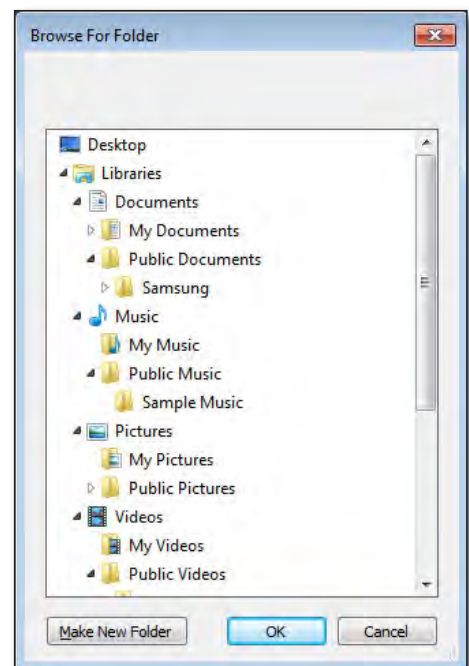 Browse For Folder
Desktop
Libraries
Documents
My Documents
Public Documents
Samsung
Music
My Music
Public Music
Sample Music
Pictures
My Pictures
Public Pictures
Videos
My Videos
Public Videos
Make New Folder
OK
Cancel